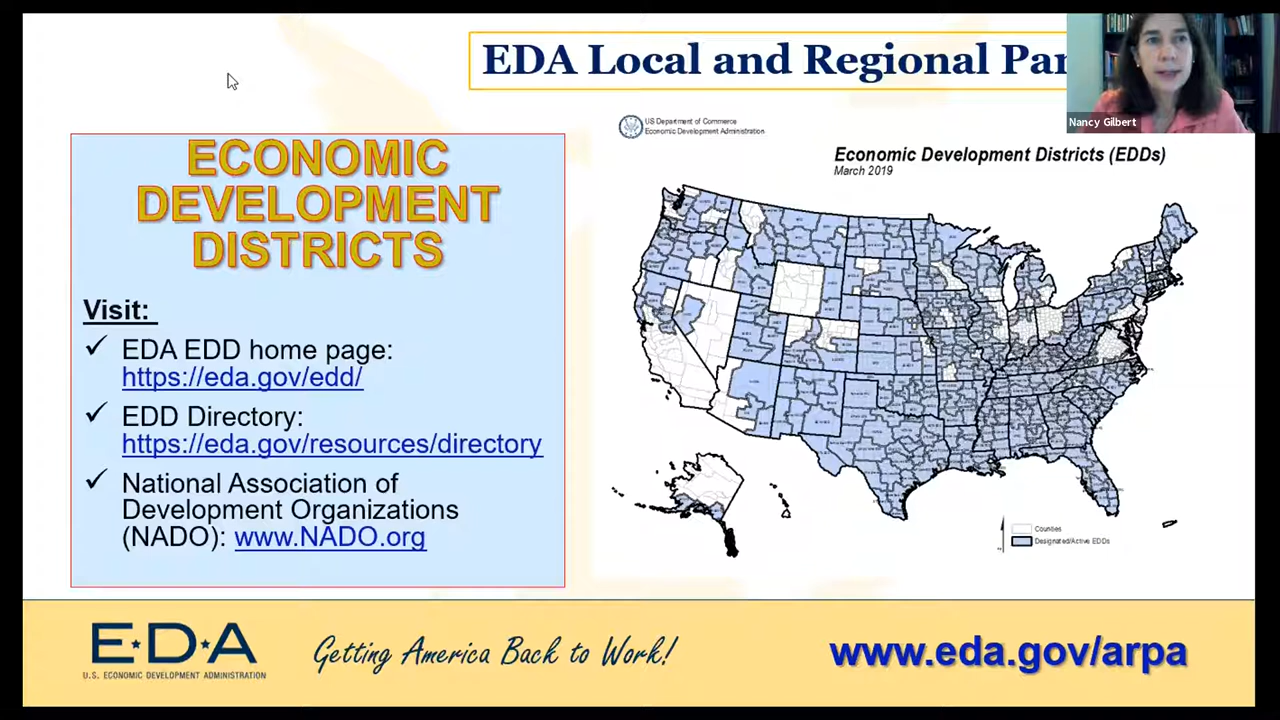 EDA Local and Regional Par
Nancy Gilbert
ECONOMIC
DEVELOPMENT
DISTRICTS
Visit:
✓ EDA EDD home page:
https://eda.gov/edd/
✓ EDD Directory:
https://eda.gov/resources/directory
✓ National Association of
Development Organizations
(NADO): www.NADO.org
US Department of Commerce
Economic Development Administration
Economic Development Districts (EDDs)
March 2019
Counties
Designated/Active EDDs
E★D★A
U.S. ECONOMIC DEVELOPMENT ADMINISTRATION
Getting America Back to Work!
www.eda.gov/arpa